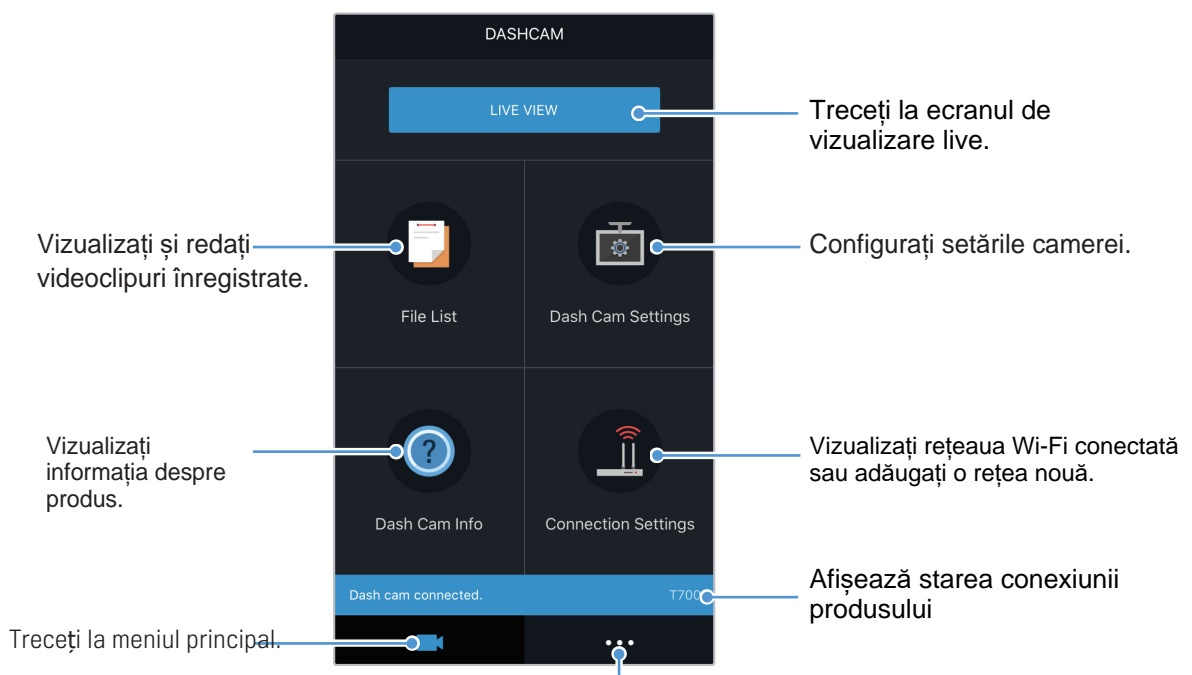 DASHCAM
LIVE VIEW
Treceți la ecranul de
vizualizare live.
Vizualizați și redați
videoclipuri înregistrate.
Configurați setările camerei.
File List
Dash Cam Settings
Vizualizați
informația despre
produs.
Vizualizați rețeaua Wi-Fi conectată
sau adăugați o rețea nouă.
Dash Cam Info
Connection Settings
Afișează starea conexiunii
produsului
Dash cam connected.
T700
Treceți la meniul principal.